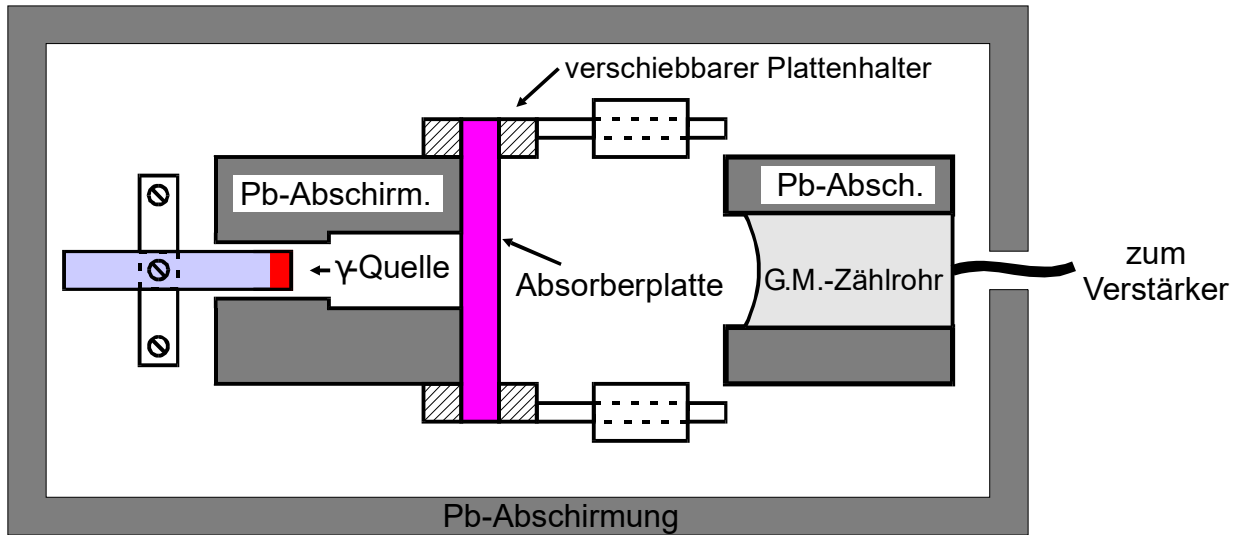 verschiebbarer Plattenhalter
Pb-Abschirm.
Pb-Absch.
γ-Quelle
Absorberplatte
G.M.-Zählrohr
zum
Verstärker
Pb-Abschirmung